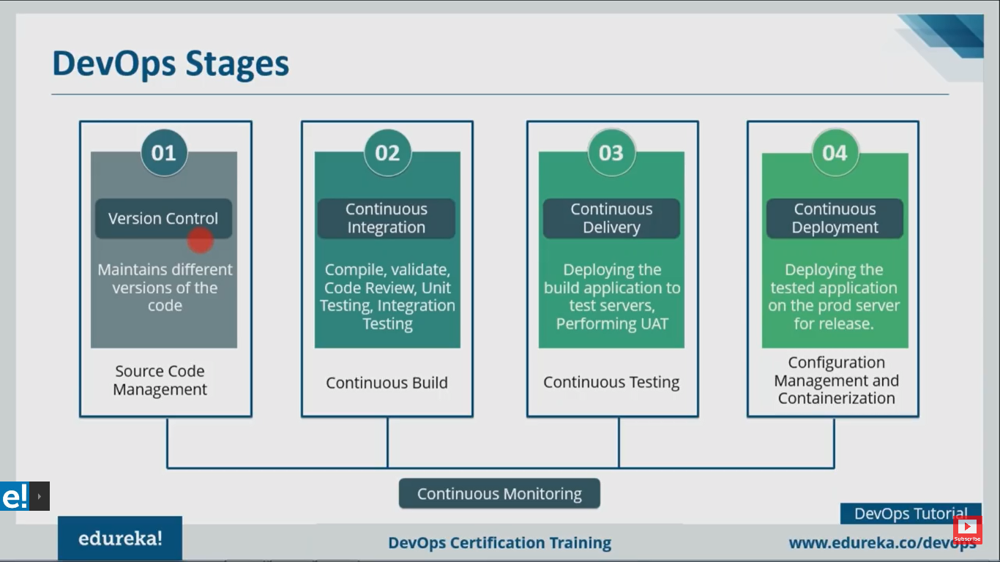 DevOps Stages
01
Version Control
Maintains different
versions of the
code
Source Code
Management
02
Continuous
Integration
Compile, validate,
Code Review, Unit
Testing, Integration
Testing
Continuous Build
03
Continuous
Delivery
Deploying the
build application to
test servers,
Performing UAT
Continuous Testing
04
Continuous
Deployment
Deploying the
tested application
on the prod server
for release.
Configuration
Management and
Containerization
Continuous Monitoring
e!
DevOps Tutorial
Subscribe
edureka!
DevOps Certification Training
www.edureka.co/devops